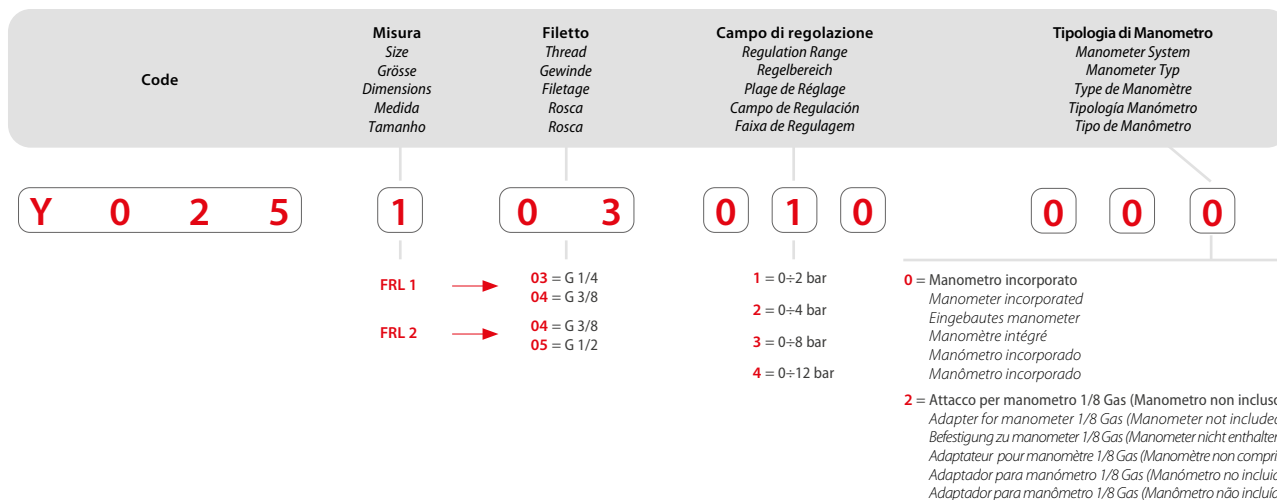 Code
Misura
Size
Grösse
Dimensions
Medida
Tamanho
Filetto
Thread
Gewinde
Filetage
Rosca
Rosca
Campo di regolazione
Regulation Range
Regelbereich
Plage de Réglage
Campo de Regulación
Faixa de Regulagem
Tipologia di Manometro
Manometer System
Manometer Typ
Type de Manomètre
Tipología Manómetro
Tipo de Manômetro
Y 0 2 5 1 0 3 0 1 0 0 0 0
FRL 1
03 = G 1/4
04 = G 3/8
FRL 2
04 = G 3/8
05 = G 1/2
1 = 0÷2 bar
2 = 0÷4 bar
3 = 0÷8 bar
4 = 0÷12 bar
0 = Manometro incorporato
Manometer incorporated
Eingebautes manometer
Manomètre intégré
Manómetro incorporado
Manômetro incorporado
2 = Attacco per manometro 1/8 Gas (Manometro non incluso
Adapter for manometer 1/8 Gas (Manometer not included
Befestigung zu manometer 1/8 Gas (Manometer nicht enthalten
Adaptateur pour manomètre 1/8 Gas (Manomètre non compri
Adaptador para manómetro 1/8 Gas (Manómetro no incluid
Adaptador para manômetro 1/8 Gas (Manômetro não incluíd